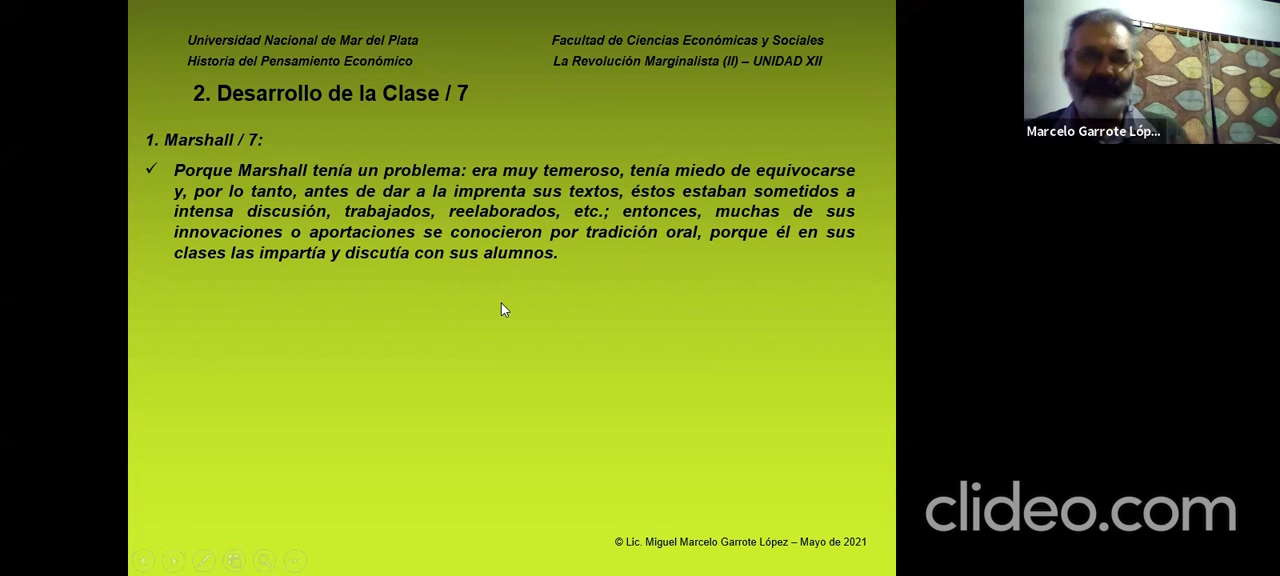 Universidad Nacional de Mar del Plata
Facultad de Ciencias Económicas y Sociales
Historia del Pensamiento Económico
La Revolución Marginalista (II) – UNIDAD XII
2. Desarrollo de la Clase / 7
1. Marshall / 7:
✓ Porque Marshall tenía un problema: era muy temeroso, tenía miedo de equivocarse
y, por lo tanto, antes de dar a la imprenta sus textos, éstos estaban sometidos a
intensa discusión, trabajados, reelaborados, etc.; entonces, muchas de sus
innovaciones o aportaciones se conocieron por tradición oral, porque él en sus
clases las impartía y discutía con sus alumnos.
© Lic. Miguel Marcelo Garrote López – Mayo de 2021
Marcelo Garrote Lóp...
clideo.com